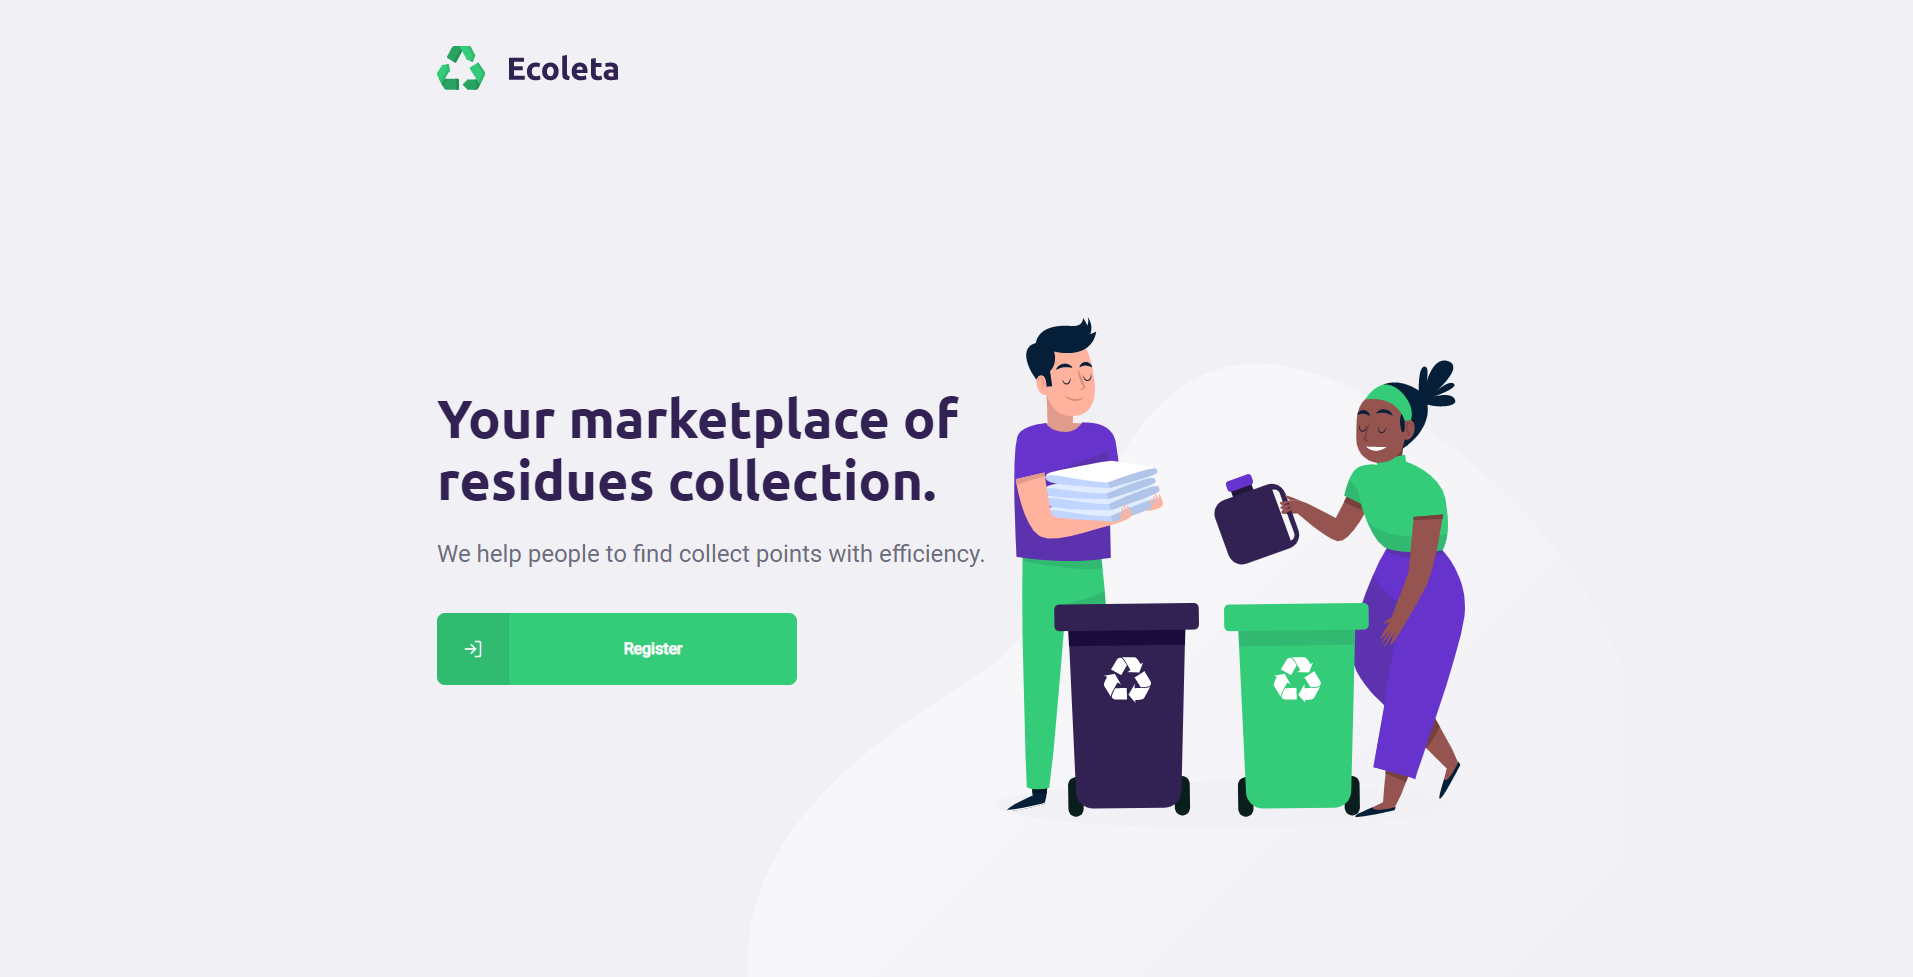 Ecoleta
Your marketplace of
residues collection.
We help people to find collect points with efficiency.
Register